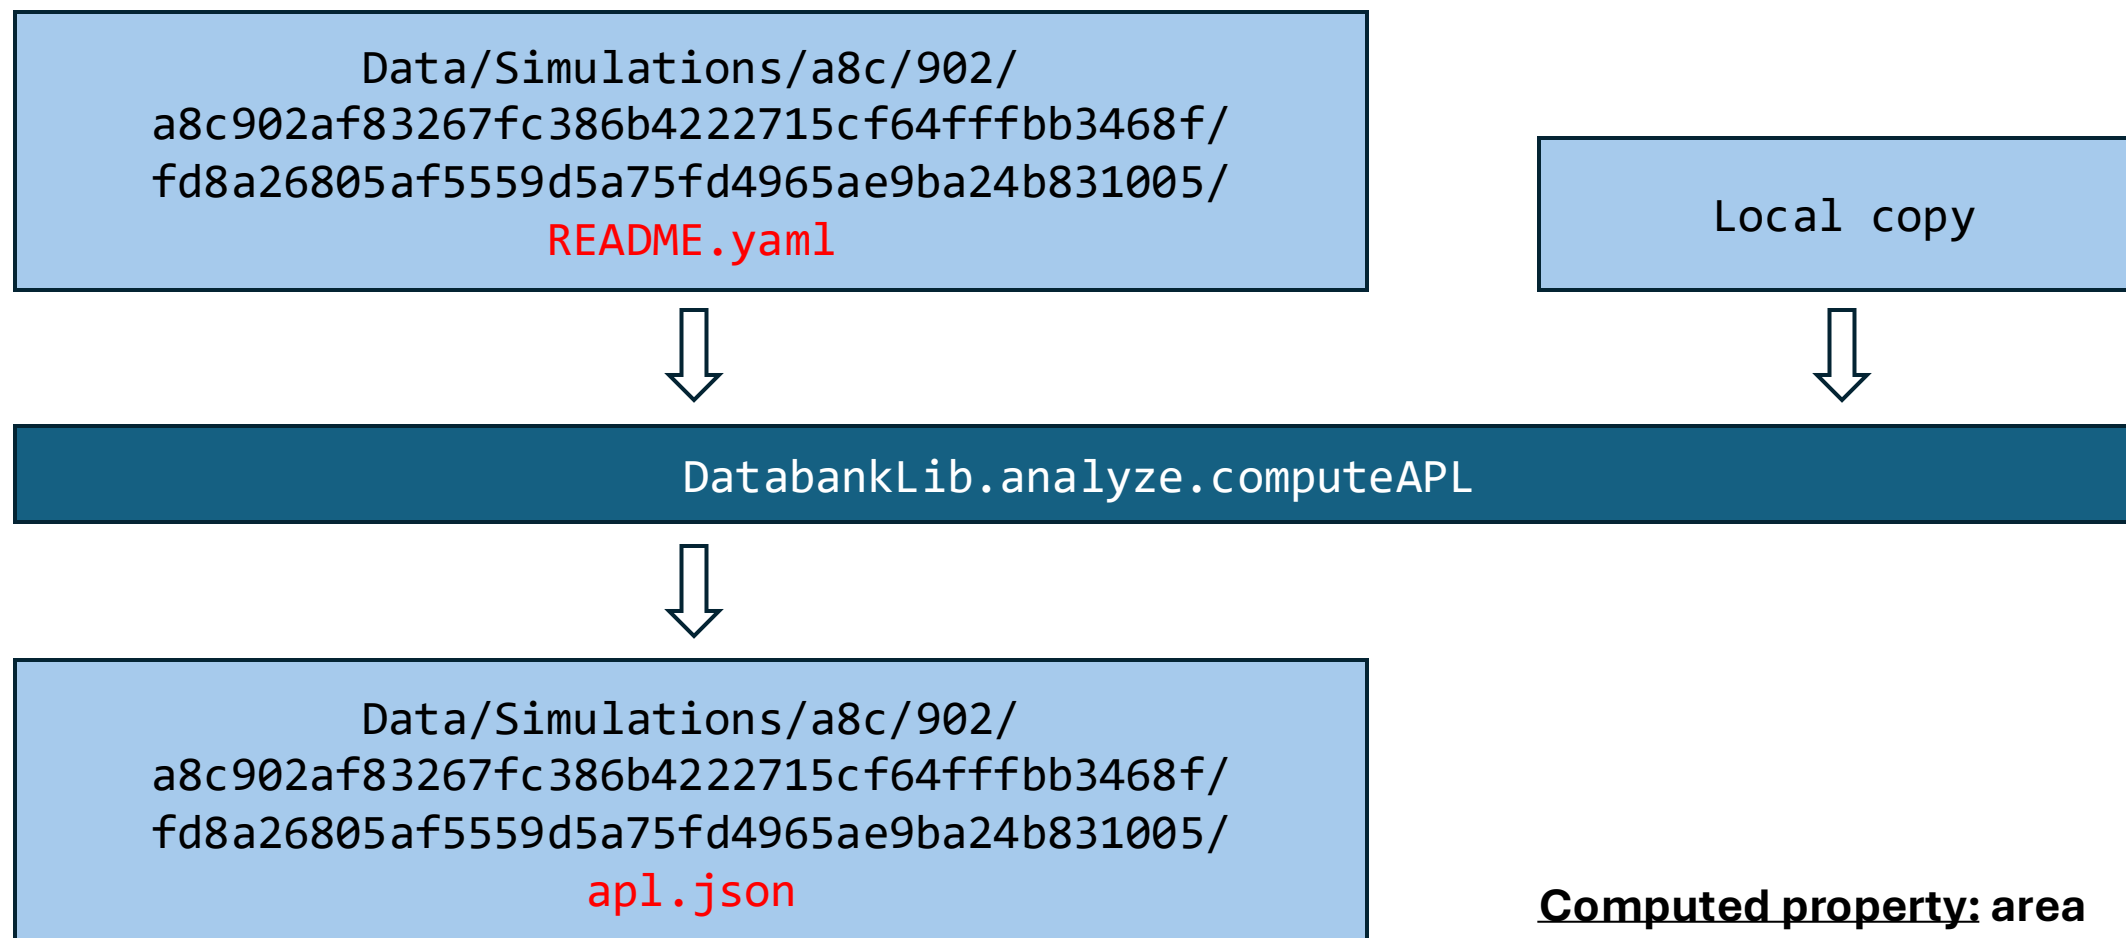 Data/Simulations/a8c/902/
a8c902af83267fc386b4222715cf64fffbb3468f/
fd8a26805af5559d5a75fd4965ae9ba24b831005/
README.yaml
Local copy
DatabankLib.analyze.computeAPL
Data/Simulations/a8c/902/
a8c902af83267fc386b4222715cf64fffbb3468f/
fd8a26805af5559d5a75fd4965ae9ba24b831005/
apl.json
Computed property: area